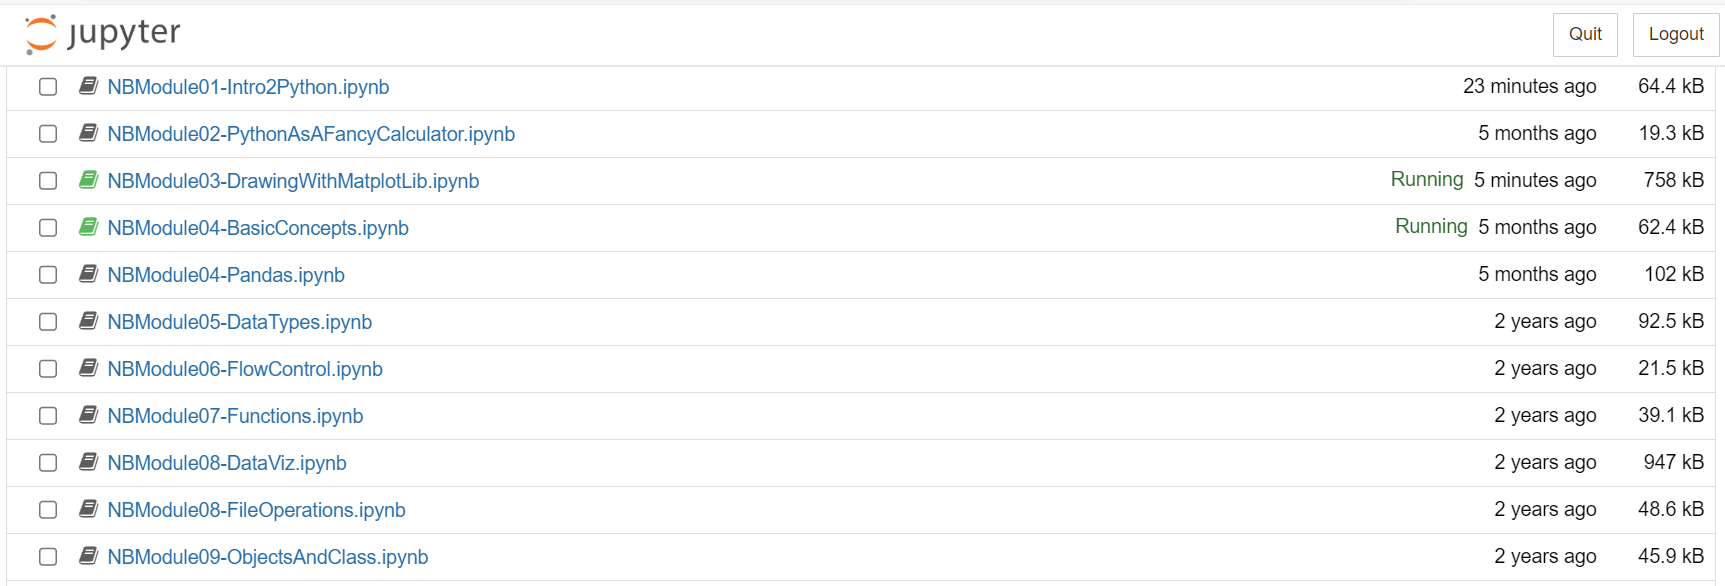 jupyter Quit Logout
NBModule01-Intro2Python.ipynb 23 minutes ago 64.4 kB
NBModule02-PythonAsAFancyCalculator.ipynb 5 months ago 19.3 kB
NBModule03-DrawingWithMatplotLib.ipynb Running 5 minutes ago 758 kB
NBModule04-BasicConcepts.ipynb Running 5 months ago 62.4 kB
NBModule04-Pandas.ipynb 5 months ago 102 kB
NBModule05-DataTypes.ipynb 2 years ago 92.5 kB
NBModule06-FlowControl.ipynb 2 years ago 21.5 kB
NBModule07-Functions.ipynb 2 years ago 39.1 kB
NBModule08-DataViz.ipynb 2 years ago 947 kB
NBModule08-FileOperations.ipynb 2 years ago 48.6 kB
NBModule09-ObjectsAndClass.ipynb 2 years ago 45.9 kB